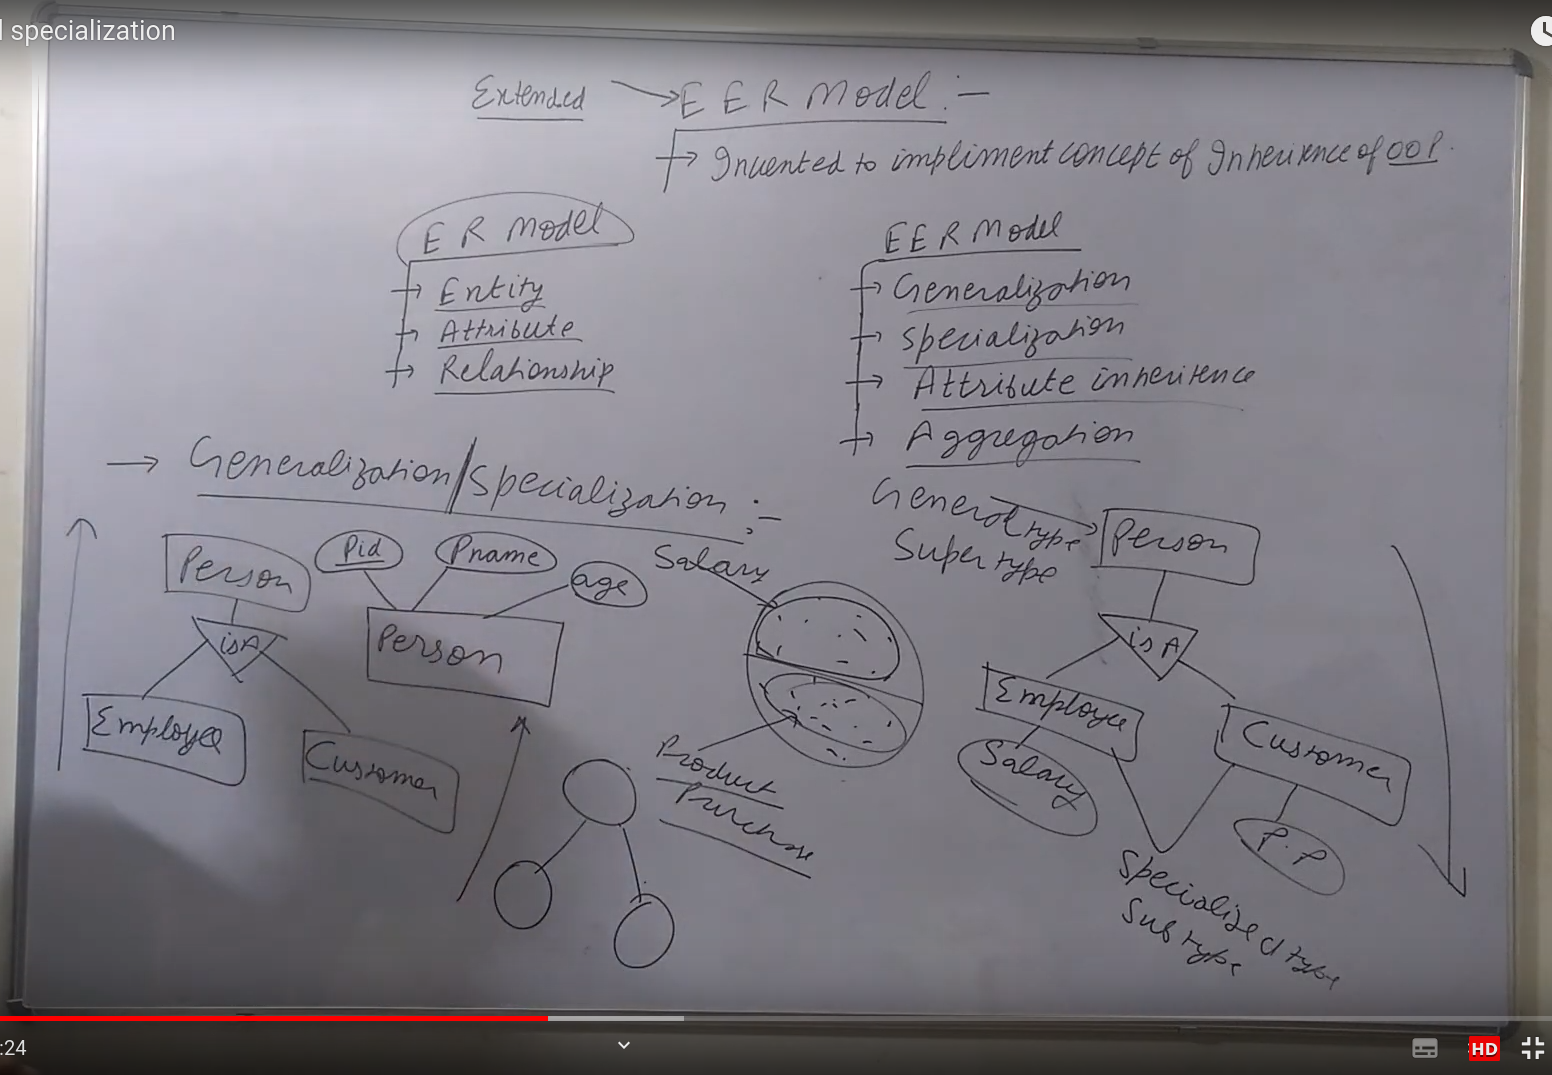 l specialization
Extended → E E R Model :-
→ Invented to impliment concept of Inheritence of OOP.
E R Model
→ Entity
→ Attribute
→ Relationship
E E R Model
→ Generalization
→ Specialization
→ Attribute inheritence
→ Aggregation
→ Generalization/Specialization :-
Person
isA
Employee
Customer
Pid
Pname
age
Person
Salary
Product
Purchase
General type
Super type
Person
isA
Employee
Customer
Salary
P.P
Specialized type
Sub type
:24
HD